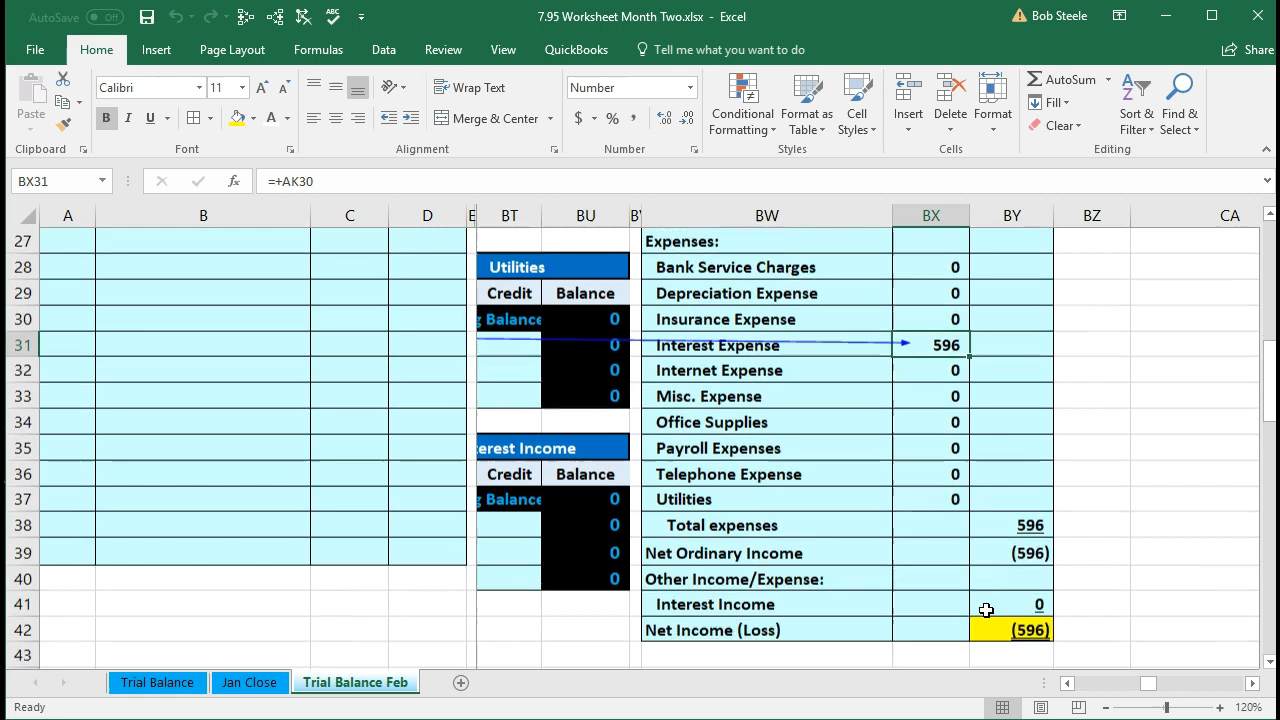 AutoSave Off 7.95 Worksheet Month Two.xlsx — Excel Bob Steele
File Home Insert Page Layout Formulas Data Review View QuickBooks Tell me what you want to do Share
Paste
Clipboard
Calibri 11
B I U
Font
Wrap Text
Merge & Center
Alignment
Number
$ % ,
Number
Conditional Formatting
Format as Table
Cell Styles
Styles
Insert
Delete
Format
Cells
AutoSum
Fill
Clear
Sort & Filter
Find & Select
Editing
BX31 fx =+AK30
A B C D E BT BU BV BW BX BY BZ CA
27 Expenses:
28 Utilities Bank Service Charges 0
29 Credit Balance Depreciation Expense 0
30 g Balance 0 Insurance Expense 0
31 0 Interest Expense 596
32 0 Internet Expense 0
33 0 Misc. Expense 0
34 Office Supplies 0
35 terest Income Payroll Expenses 0
36 Credit Balance Telephone Expense 0
37 g Balance 0 Utilities 0
38 0 Total expenses 596
39 0 Net Ordinary Income (596)
40 0 Other Income/Expense:
41 Interest Income 0
42 Net Income (Loss) (596)
43
Trial Balance Jan Close Trial Balance Feb
Ready 120%